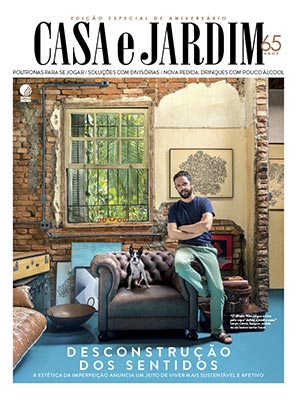 EDIÇÃO ESPECIAL DE ANIVERSÁRIO
CASA e JARDIM
65
ANOS
POLTRONAS PARA SE JOGAR / SOLUÇÕES COM DIVISÓRIAS / NOVA PEDIDA: DRINQUES COM POUCO ÁLCOOL
DESCONSTRUÇÃO
DOS SENTIDOS
A ESTÉTICA DA IMPERFEIÇÃO ANUNCIA UM JEITO DE VIVER MAIS SUSTENTÁVEL E AFETIVO